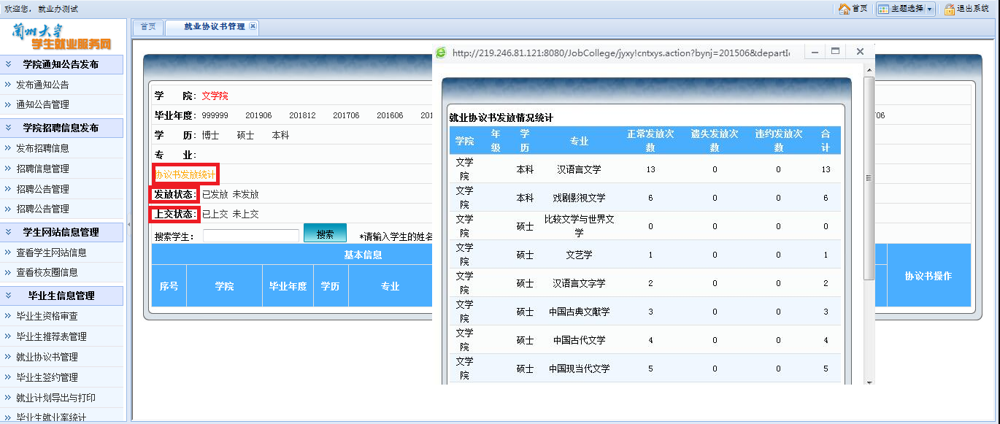 欢迎您, 就业办测试
首页 主题选择 退出系统
兰州大学
学生就业服务网
学院通知公告发布
发布通知公告
通知公告管理
学院招聘信息发布
发布招聘信息
招聘信息管理
招聘公告管理
招聘公告管理
学生网站信息管理
查看学生网站信息
查看校友圈信息
毕业生信息管理
毕业生资格审查
毕业生推荐表管理
就业协议书管理
毕业生签约管理
就业计划导出与打印
毕业生就业率统计
首页 就业协议书管理
学 院: 文学院
毕业年度: 999999 201906 201812 201706 201606 201
学 历: 博士 硕士 本科
专 业:
协议书发放统计
发放状态: 已发放 未发放
上交状态: 已上交 未上交
搜索学生: 搜索 *请输入学生的姓名
基本信息
序号 学院 毕业年度 学历 专业
协议书操作
06
http://219.246.81.121:8080/JobCollege/jyxy!cntxys.action?bynj=201506&departI
就业协议书发放情况统计
学院 年级 学历 专业 正常发放次数 遗失发放次数 违约发放次数 合计
文学院 本科 汉语言文学 13 0 0 13
文学院 本科 戏剧影视文学 6 0 0 6
文学院 硕士 比较文学与世界文学 0 0 0 0
文学院 硕士 文艺学 1 0 0 1
文学院 硕士 汉语言文字学 2 0 0 2
文学院 硕士 中国古典文献学 3 0 0 3
文学院 硕士 中国古代文学 4 0 0 4
文学院 硕士 中国现当代文学 5 0 0 5